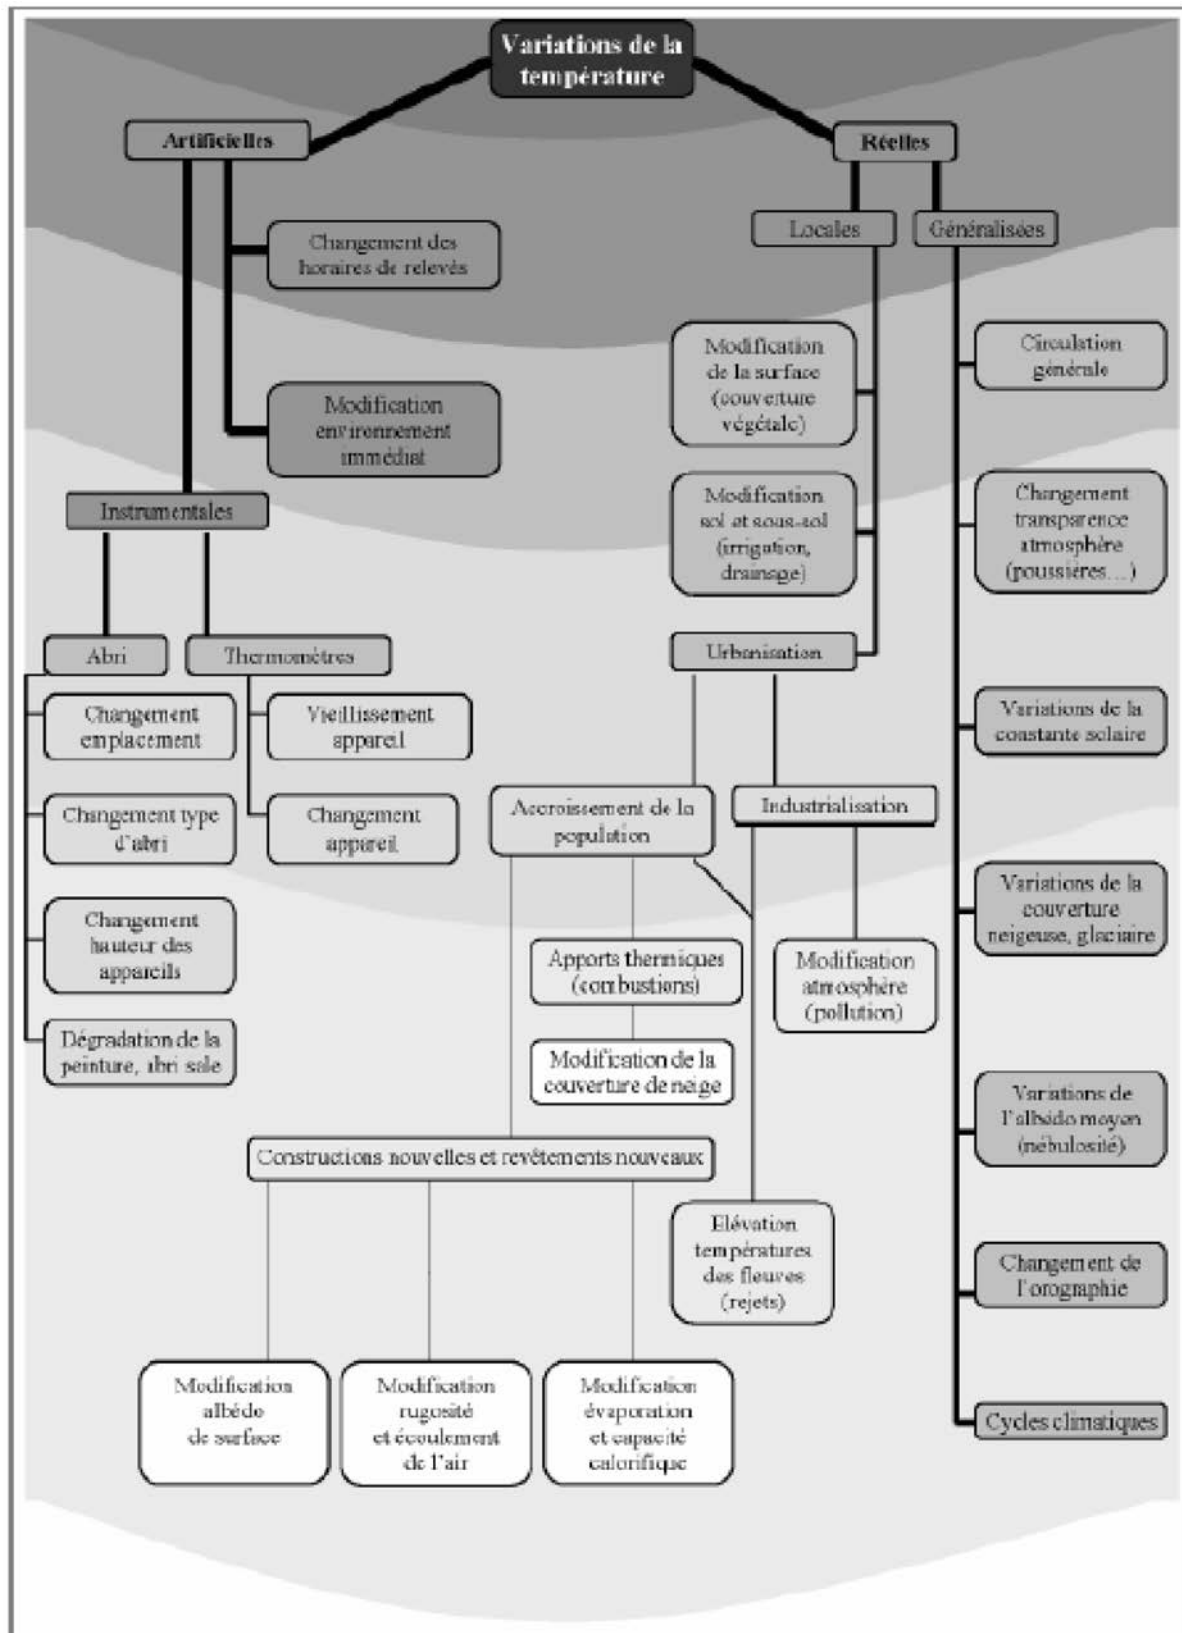 Variations de la
température
Artificielles
Réelles
Locales
Généralisées
Changement des
horaires de relevés
Modification
environnement
immédiat
Instrumentales
Abri
Thermomètres
Changement
emplacement
Changement type
d'abri
Changement
hauteur des
appareils
Dégradation de la
peinture, abri sale
Vieillissement
appareil
Changement
appareil
Modification
de la surface
(couverture
végétale)
Modification
sol et sous-sol
(irrigation,
drainage)
Urbanisation
Accroissement de la
population
Industrialisation
Apports thermiques
(combustions)
Modification de la
couverture de neige
Modification
atmosphère
(pollution)
Constructions nouvelles et revêtements nouveaux
Elévation
températures
des fleuves
(rejets)
Modification
albédo
de surface
Modification
rugosité
et écoulement
de l'air
Modification
évaporation
et capacité
calorifique
Circulation
générale
Changement
transparence
atmosphère
(poussières...)
Variations de la
constante solaire
Variations de la
couverture
neigeuse, glaciaire
Variations de
l'albédo moyen
(nébulosité)
Changement de
l'orographie
Cycles climatiques